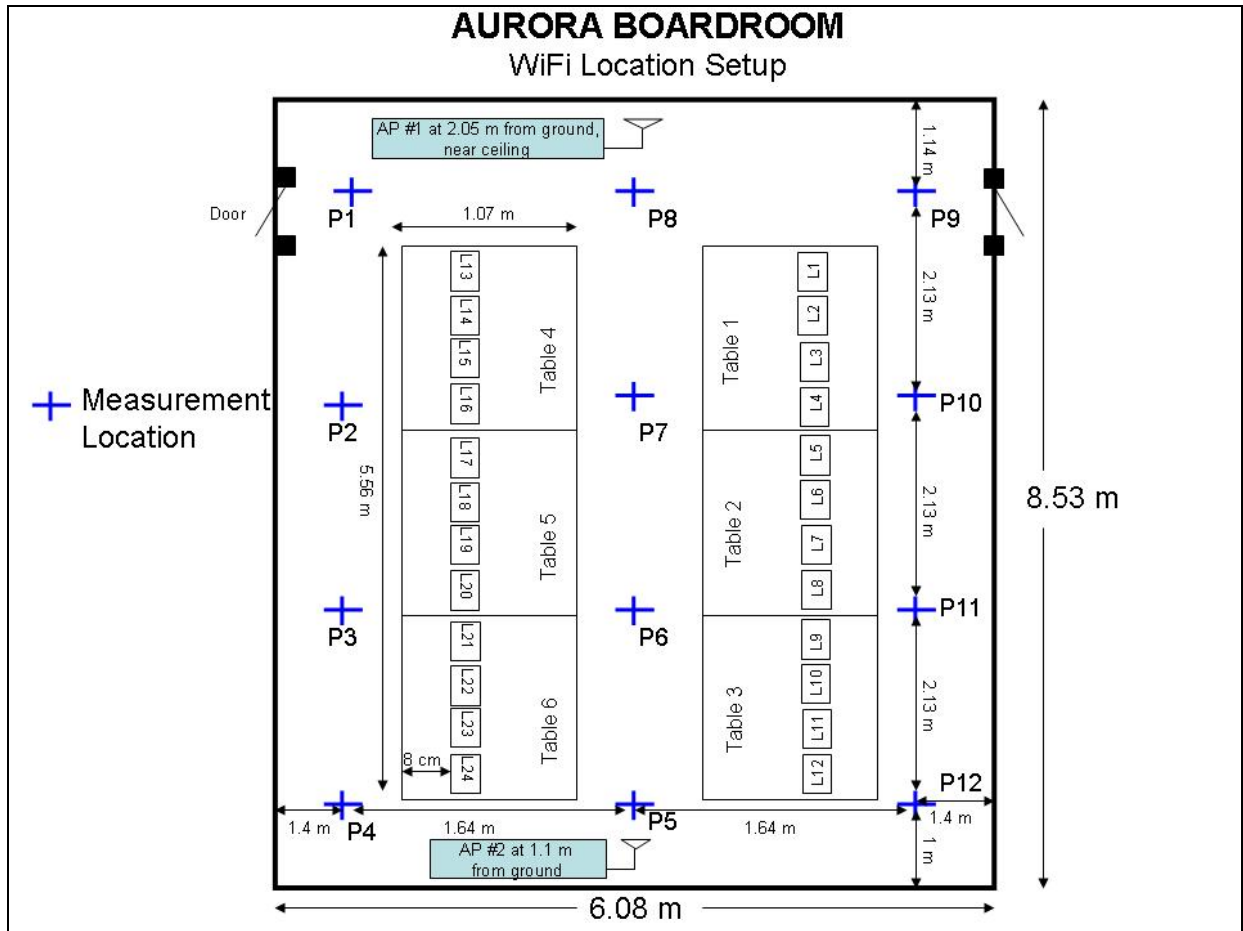 AURORA BOARDROOM
WiFi Location Setup
AP #1 at 2.05 m from ground,
near ceiling
1.14 m
Door
P1
P8
P9
1.07 m
L13
L14
L15
L16
Table 4
L1
L2
L3
L4
Table 1
2.13 m
Measurement
Location
P2
P7
P10
5.56 m
L17
L18
L19
L20
Table 5
L5
L6
L7
L8
Table 2
2.13 m
8.53 m
P3
P6
P11
L21
L22
L23
L24
Table 6
8 cm
L9
L10
L11
L12
Table 3
2.13 m
P12
1.4 m
P4
1.64 m
P5
1.64 m
1.4 m
1 m
AP #2 at 1.1 m
from ground
6.08 m